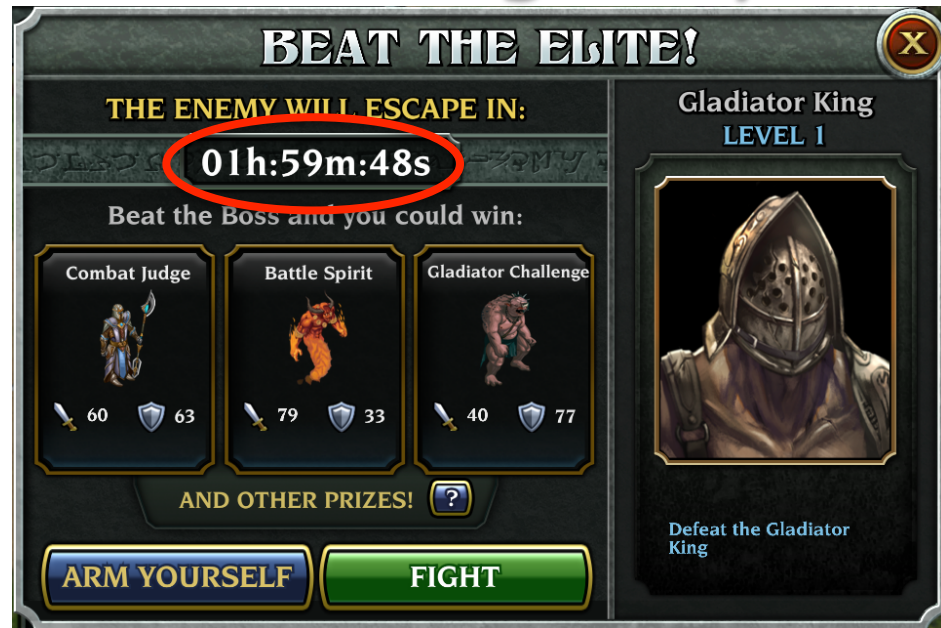 BEAT THE ELITE!
X
THE ENEMY WILL ESCAPE IN:
01h:59m:48s
Beat the Boss and you could win:
Combat Judge
60 63
Battle Spirit
79 33
Gladiator Challenge
40 77
AND OTHER PRIZES! ?
ARM YOURSELF
FIGHT
Gladiator King
LEVEL 1
Defeat the Gladiator
King